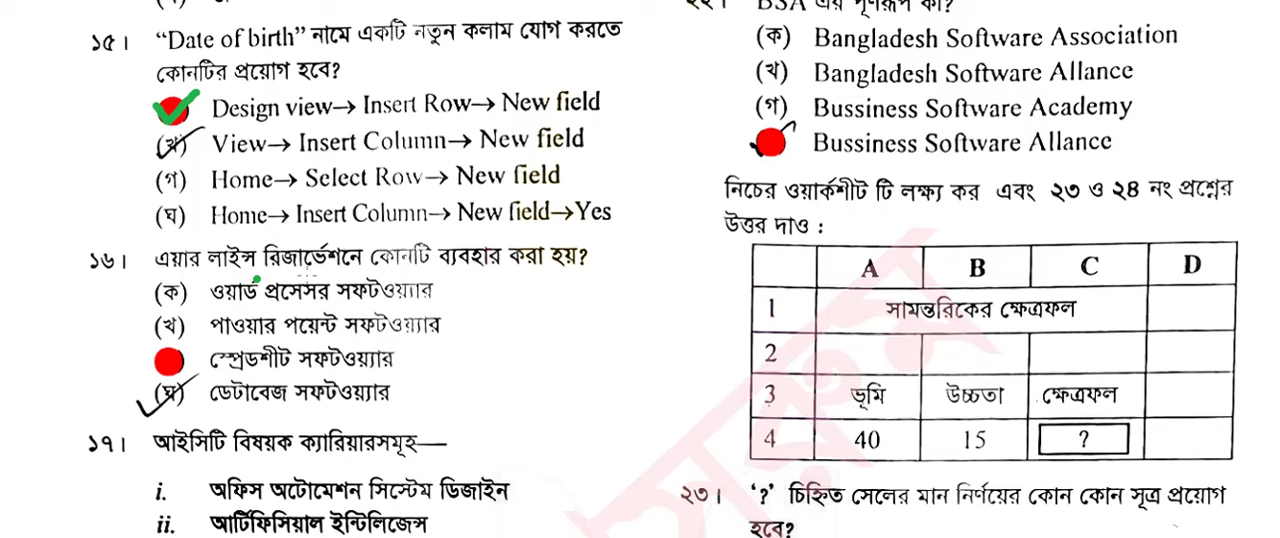 ১৫। “Date of birth” নামে একটি নতুন কলাম যোগ করতে
কোনটির প্রয়োগ হবে?
Design view→ Insert Row→ New field
(খ) View→ Insert Column→ New field
(গ) Home→ Select Row→ New field
(ঘ) Home→ Insert Column→ New field→Yes
১৬। এয়ার লাইন্স রিজার্ভেশনে কোনটি ব্যবহার করা হয়?
(ক) ওয়ার্ড প্রসেসর সফটওয়্যার
(খ) পাওয়ার পয়েন্ট সফটওয়্যার
স্প্রেডশীট সফটওয়্যার
(ঘ) ডেটাবেজ সফটওয়্যার
১৭। আইসিটি বিষয়ক ক্যারিয়ারসমূহ—
i. অফিস অটোমেশন সিস্টেম ডিজাইন
ii. আর্টিফিসিয়াল ইন্টিলিজেন্স
২২। BSA এর পূর্ণরূপ কী?
(ক) Bangladesh Software Association
(খ) Bangladesh Software Allance
(গ) Bussiness Software Academy
Bussiness Software Allance
নিচের ওয়ার্কশীট টি লক্ষ্য কর এবং ২৩ ও ২৪ নং প্রশ্নের
উত্তর দাও :
A B C D
1 সামন্তরিকের ক্ষেত্রফল
2
3 ভূমি উচ্চতা ক্ষেত্রফল
4 40 15 ?
২৩। ‘?’ চিহ্নিত সেলের মান নির্ণয়ের কোন কোন সূত্র প্রয়োগ
হবে?